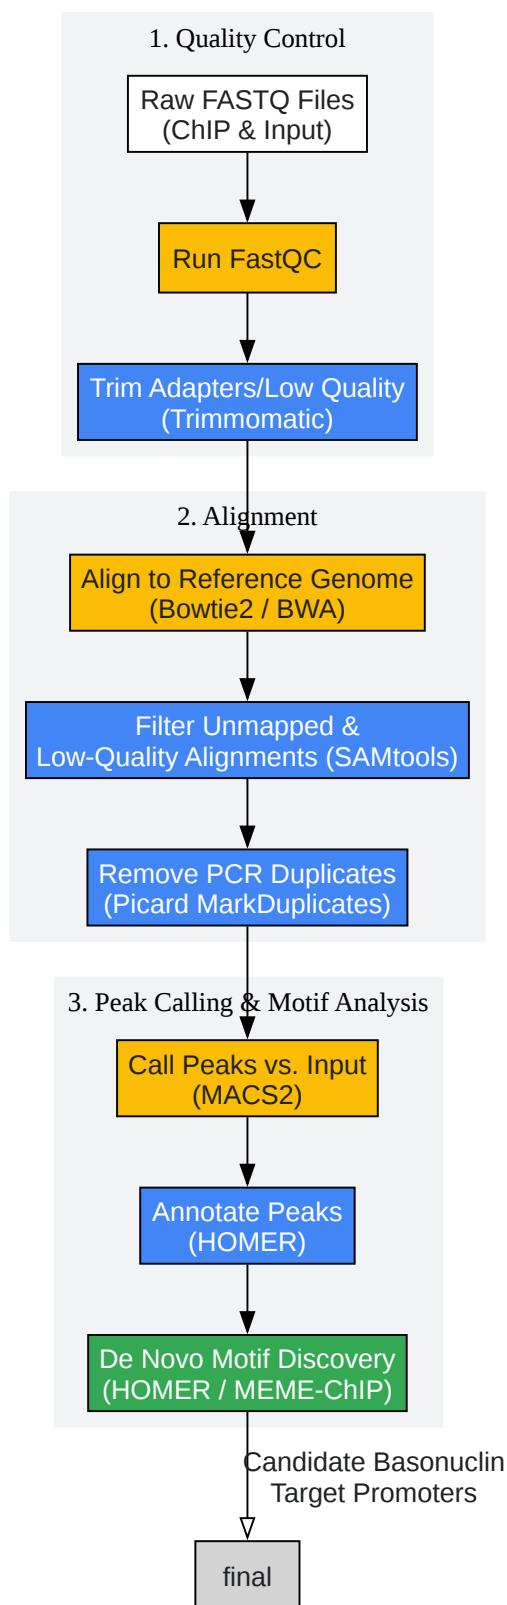 1. Quality Control
Raw FASTQ Files
(ChIP & Input)
Run FastQC
Trim Adapters/Low Quality
(Trimmomatic)
2. Alignment
Align to Reference Genome
(Bowtie2 / BWA)
Filter Unmapped &
Low-Quality Alignments (SAMtools)
Remove PCR Duplicates
(Picard MarkDuplicates)
3. Peak Calling & Motif Analysis
Call Peaks vs. Input
(MACS2)
Annotate Peaks
(HOMER)
De Novo Motif Discovery
(HOMER / MEME-ChIP)
Candidate Basonuclin
Target Promoters
final